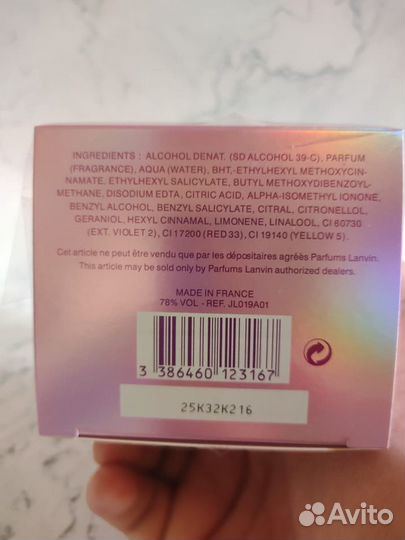 INGREDIENTS : ALCOHOL DENAT. (SD ALCOHOL 39-C), PARFUM
(FRAGRANCE), AQUA (WATER), BHT, -ETHYLHEXYL METHOXYCIN-
NAMATE, ETHYLHEXYL SALICYLATE, BUTYL METHOXYDIBENZOYL-
METHANE, DISODIUM EDTA, CITRIC ACID, ALPHA-ISOMETHYL IONONE,
BENZYL ALCOHOL, BENZYL SALICYLATE, CITRAL, CITRONELLOL,
GERANIOL, HEXYL CINNAMAL, LIMONENE, LINALOOL, CI 60730
(EXT. VIOLET 2), CI 17200 (RED 33), CI 19140 (YELLOW 5).
Cet article ne peut être vendu que par les dépositaires agréés Parfums Lanvin.
This article may be sold only by Parfums Lanvin authorized dealers.
MADE IN FRANCE
78% VOL - REF. JL019A01
3 386460 123167
25K32K216
Avito